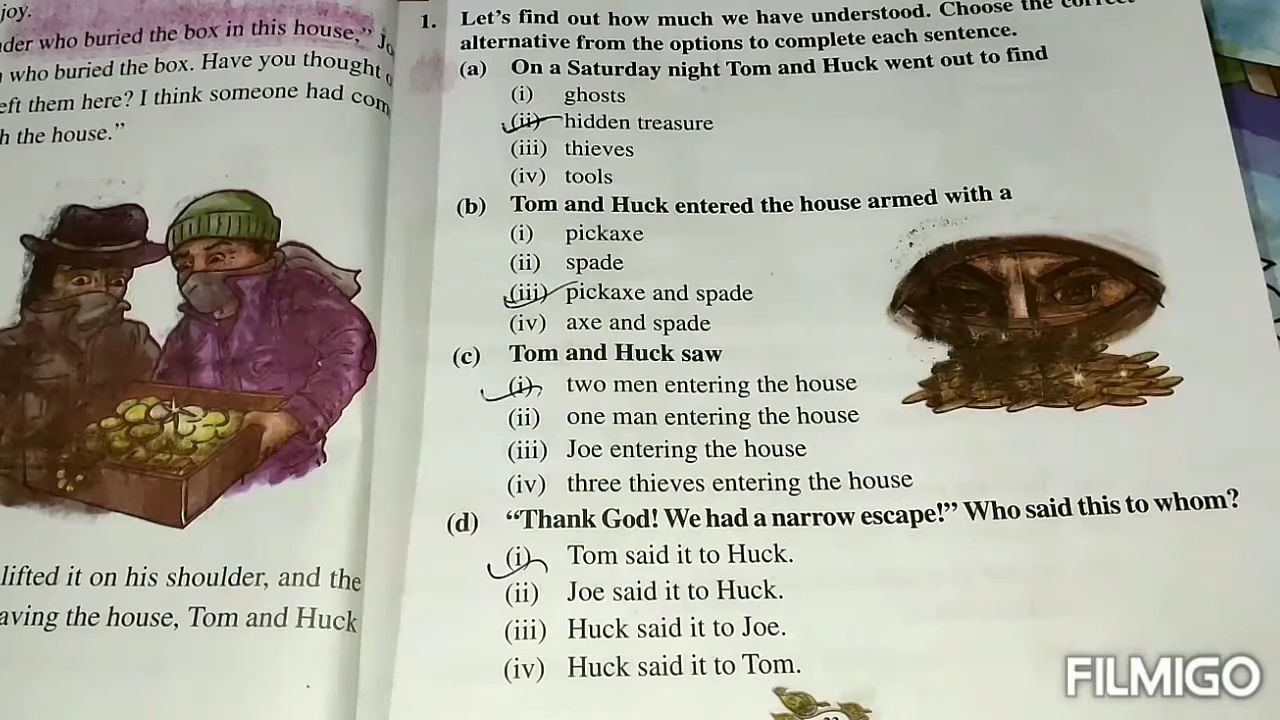 joy.
who buried the box in this house,"
who buried the box. Have you thought
them here? I think someone had
the house."
lifted it on his shoulder, and the
the house, Tom and Huck
1. Let's find out how much we have understood. Choose the
alternative from the options to complete each sentence.
(a) On a Saturday night Tom and Huck went out to find
(i) ghosts
(ii) hidden treasure
(iii) thieves
(iv) tools
(b) Tom and Huck entered the house armed with a
(i) pickaxe
(ii) spade
(iii) pickaxe and spade
(iv) axe and spade
(c) Tom and Huck saw
(i) two men entering the house
(ii) one man entering the house
(iii) Joe entering the house
(iv) three thieves entering the house
(d) "Thank God! We had a narrow escape!" Who said this to whom?
(i) Tom said it to Huck.
(ii) Joe said it to Huck.
(iii) Huck said it to Joe.
(iv) Huck said it to Tom.
FILMIGO